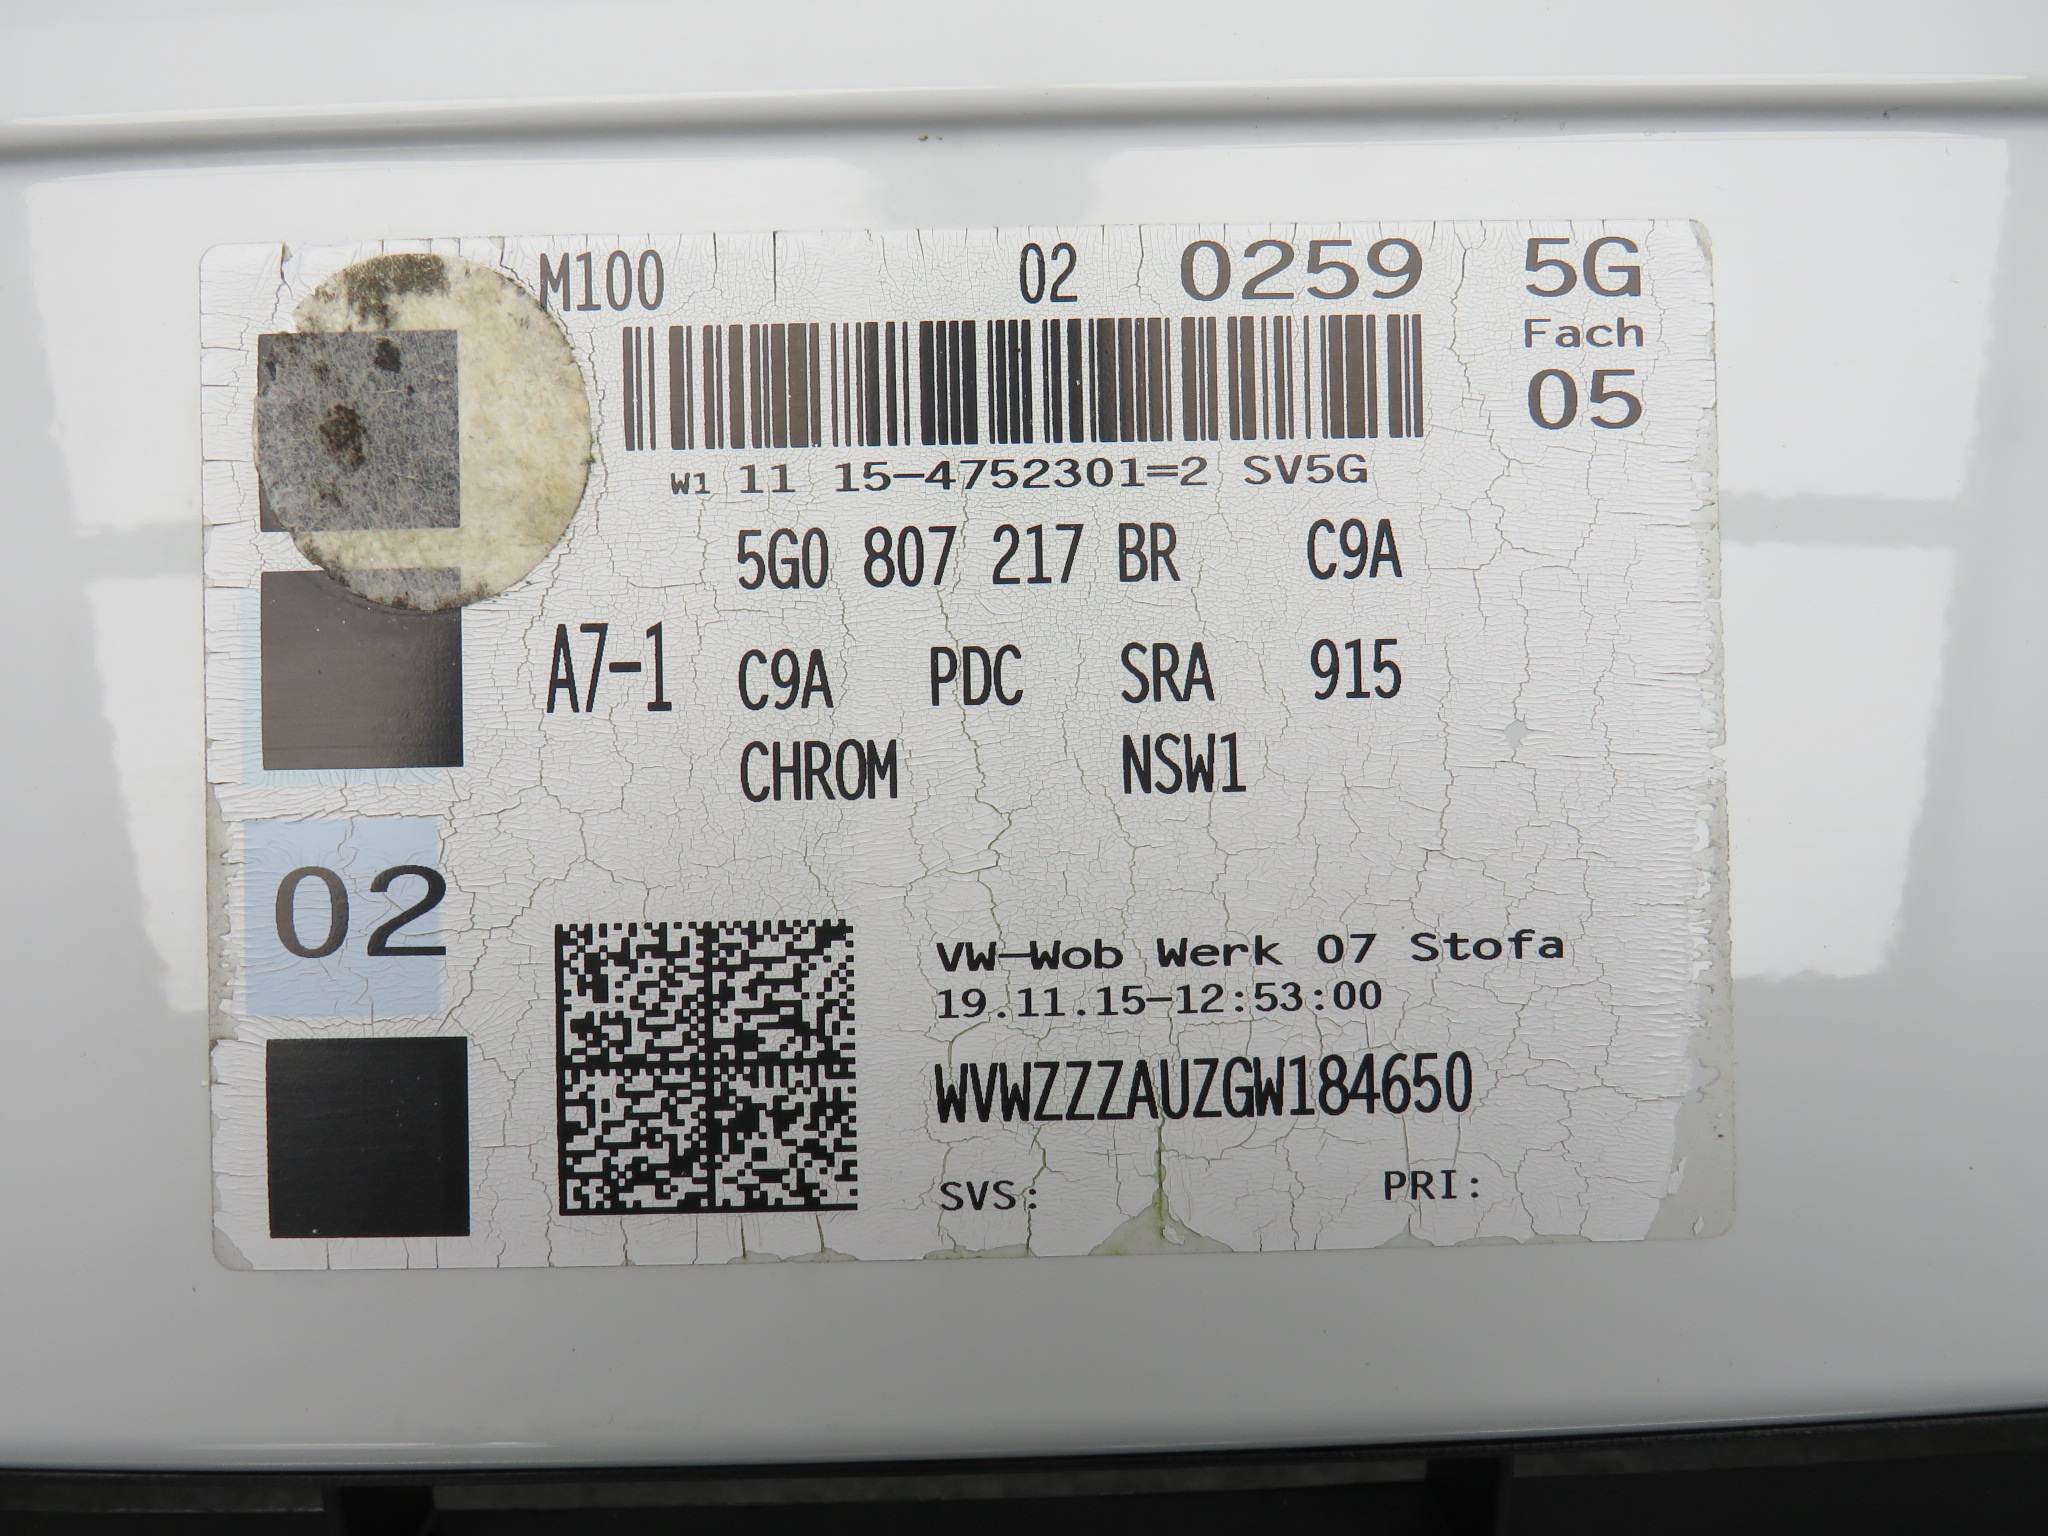 M100 02 0259 5G
Fach
05
W1 11 15-4752301=2 SV5G
5G0 807 217 BR C9A
A7-1 C9A PDC SRA 915
CHROM NSW1
02
VW-Wob Werk 07 Stofa
19.11.15-12:53:00
WVWZZZAUZGW184650
SVS: PRI: